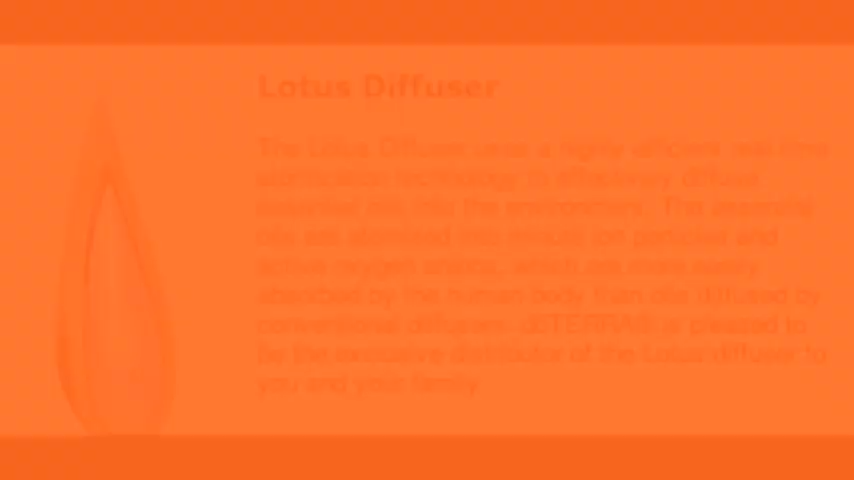 Lotus Diffuser
The Lotus Diffuser uses a highly efficient
technology to effectively diffuse
essential oils into the environment. The essential
oils are atomized into small oil particles and
active oxygen which are more easily
absorbed by the human body than oils diffused by
conventional diffusers. dōTERRA® is pleased to
be the exclusive distributor of the Lotus diffuser to
you and your family